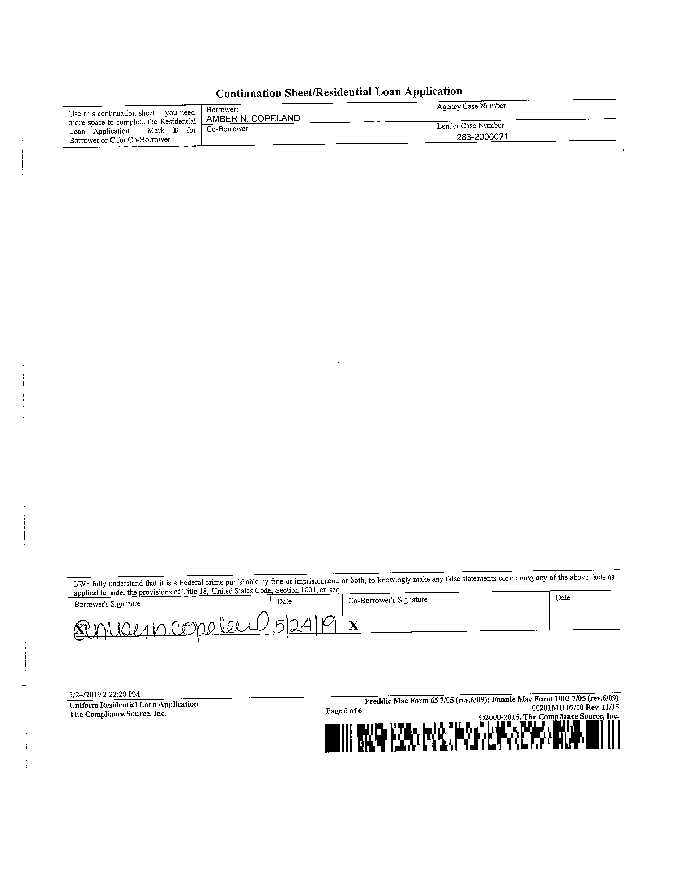 Continuation Sheet/Residential Loan Application
Use this continuation sheet if you need
more space to complete the Residential
Loan Application. Mark B for
Borrower or C for Co-Borrower.
Borrower:
AMBER N. COPELAND
Co-Borrower
Agency Case Number
Lender Case Number
283-2000071
I/We fully understand that it is a Federal crime punishable by fine or imprisonment, or both, to knowingly make any false statements concerning any of the above facts as
applicable under the provisions of Title 18, United States Code, Section 1001, et seq.
Borrower's Signature
Date
Co-Borrower's Signature
Date
X 5/24/19
X
5/24/2019 2:22:20 PM
Uniform Residential Loan Application
The Compliance Source, Inc.
Freddie Mac Form 65 7/05 (rev.6/09); Fannie Mae Form 1003 7/05 (rev.6/09)
Page 6 of 6
Rev. 11/15
©2000-2015, The Compliance Source, Inc.